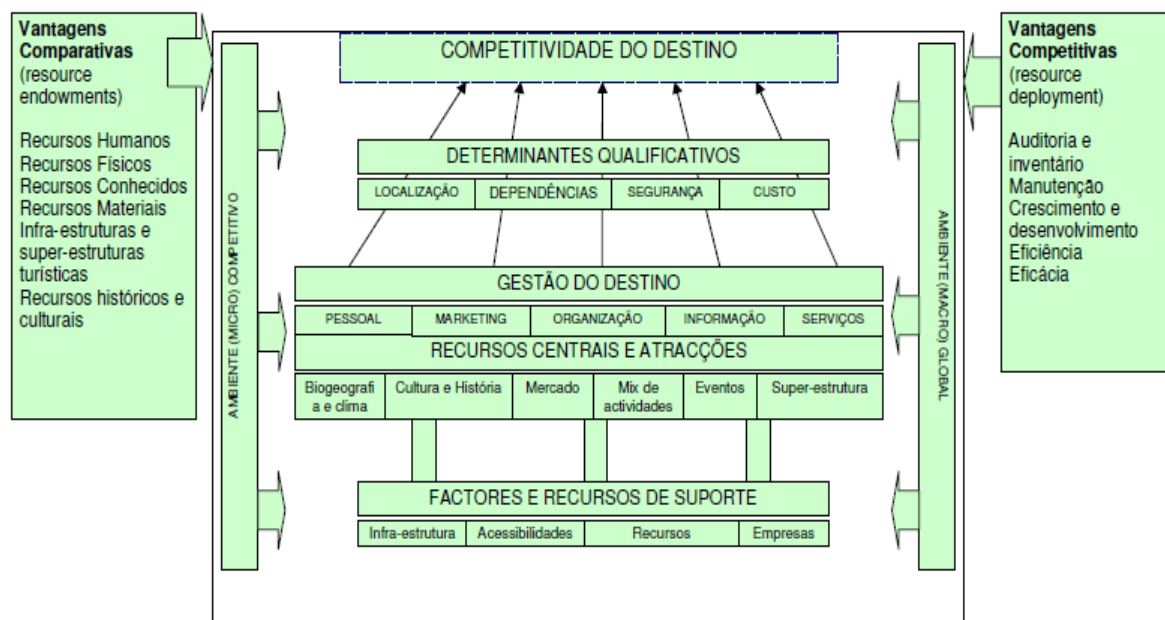 Vantagens
Comparativas
(resource
endowments)
Recursos Humanos
Recursos Físicos
Recursos Conhecidos
Recursos Materiais
Infra-estruturas e
super-estruturas
turísticas
Recursos históricos e
culturais
AMBIENTE (MICRO) COMPETITIVO
COMPETITIVIDADE DO DESTINO
DETERMINANTES QUALIFICATIVOS
LOCALIZAÇÃO DEPENDÊNCIAS SEGURANÇA CUSTO
GESTÃO DO DESTINO
PESSOAL MARKETING ORGANIZAÇÃO INFORMAÇÃO SERVIÇOS
RECURSOS CENTRAIS E ATRACÇÕES
Biogeografi
a e clima
Cultura e História
Mercado
Mix de
actividades
Eventos
Super-estrutura
FACTORES E RECURSOS DE SUPORTE
Infra-estrutura Acessibilidades Recursos Empresas
AMBIENTE (MACRO) GLOBAL
Vantagens
Competitivas
(resource
deployment)
Auditoria e
inventário
Manutenção
Crescimento e
desenvolvimento
Eficiência
Eficácia